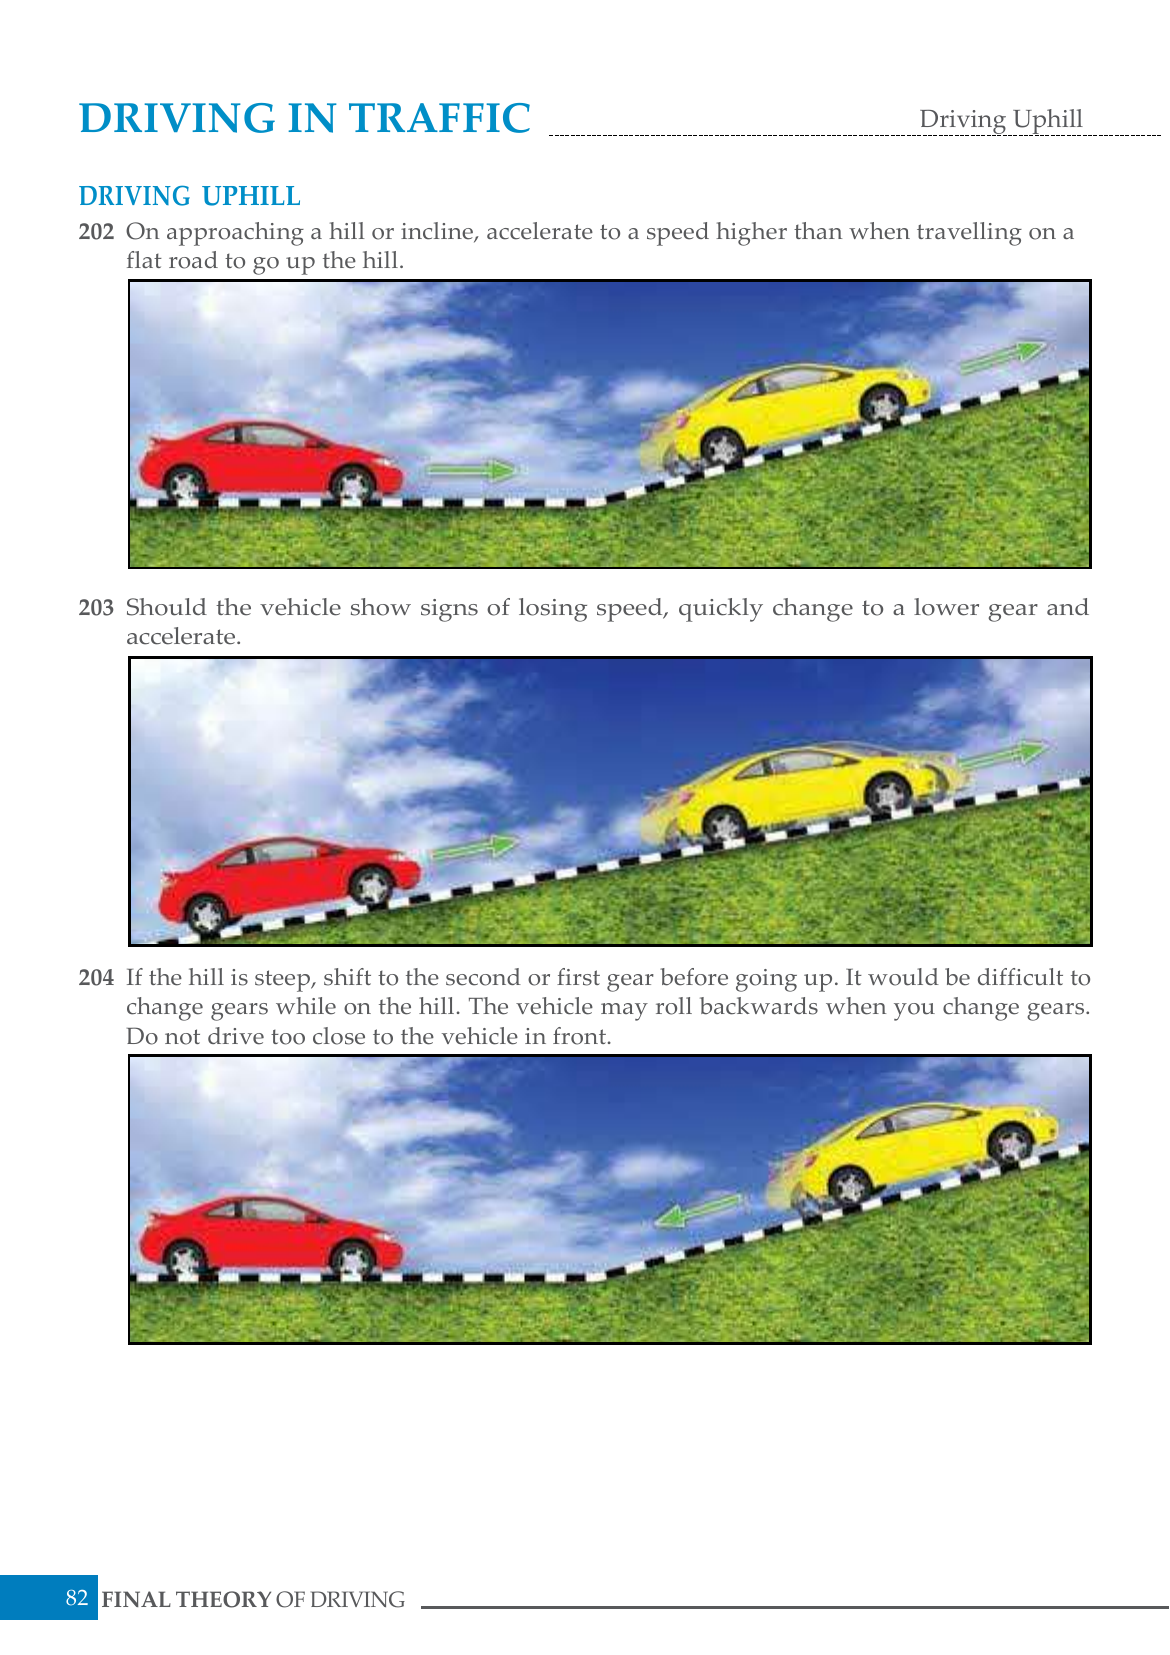 DRIVING IN TRAFFIC
Driving Uphill
DRIVING UPHILL
202 On approaching a hill or incline, accelerate to a speed higher than when travelling on a
flat road to go up the hill.
203 Should the vehicle show signs of losing speed, quickly change to a lower gear and
accelerate.
204 If the hill is steep, shift to the second or first gear before going up. It would be difficult to
change gears while on the hill. The vehicle may roll backwards when you change gears.
Do not drive too close to the vehicle in front.
82 FINAL THEORY OF DRIVING